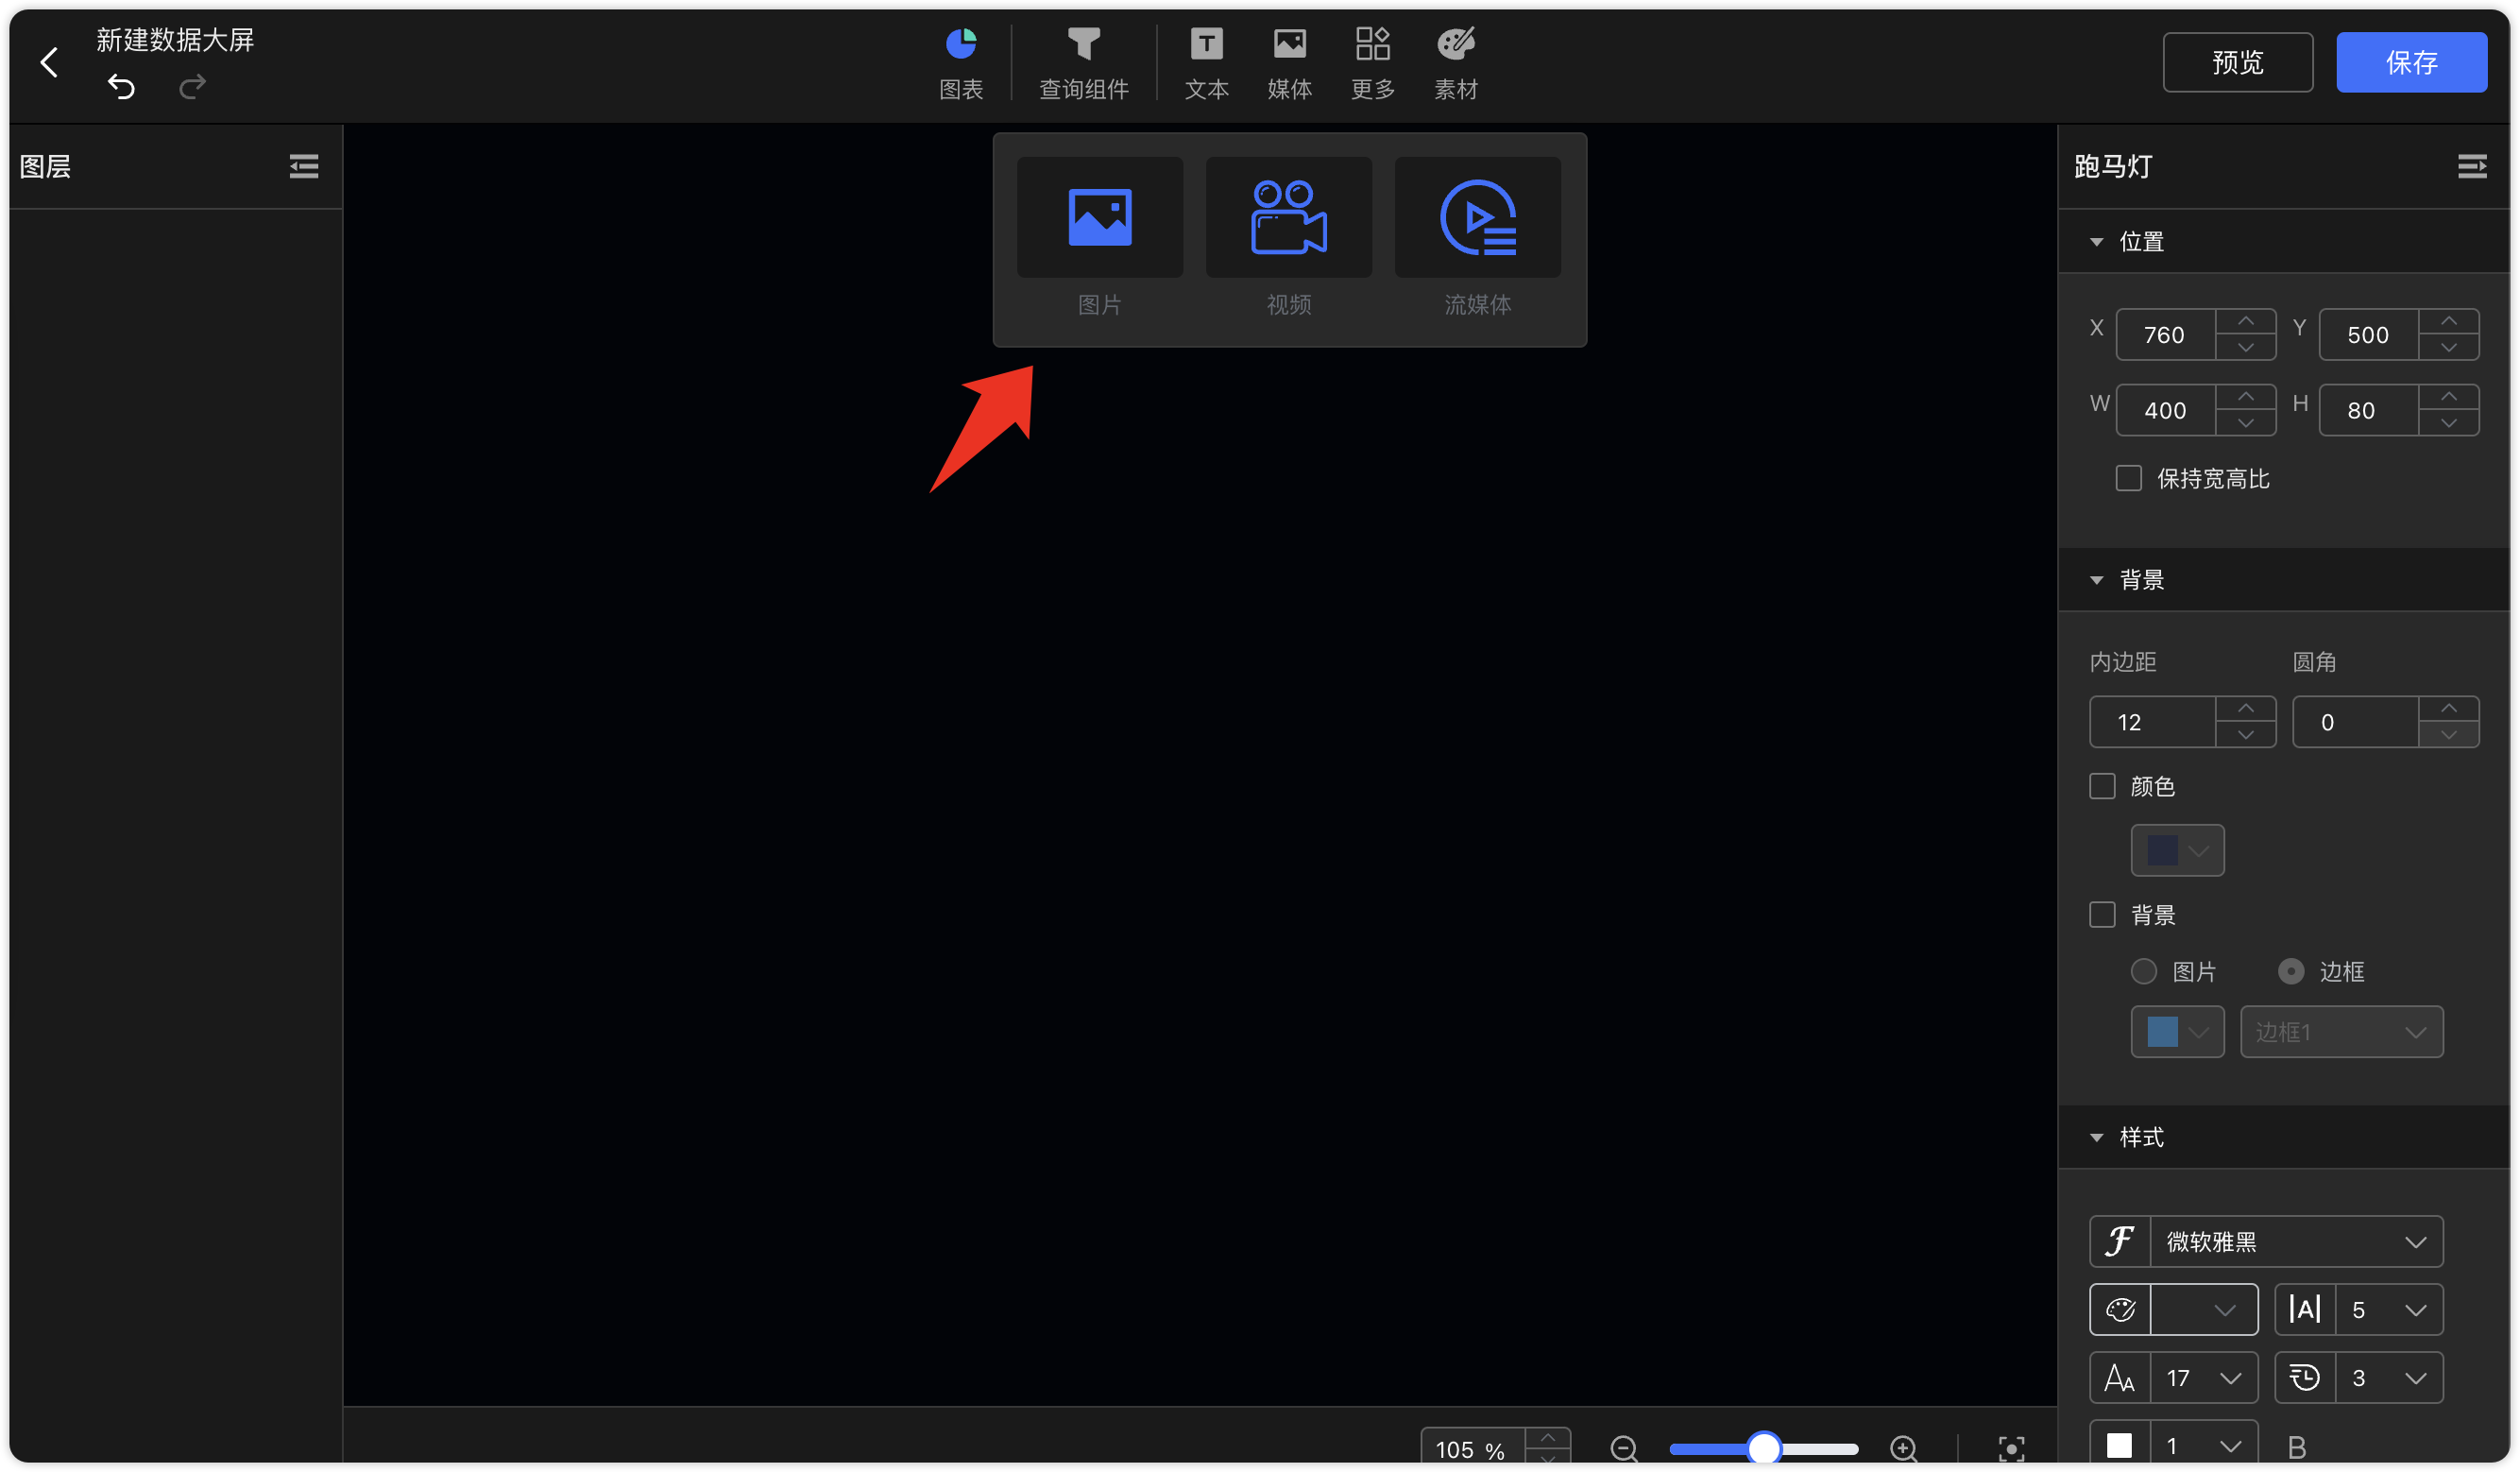 新建数据大屏
图表
查询组件
文本
媒体
更多
素材
预览
保存
图层
图片
视频
流媒体
跑马灯
位置
X 760 Y 500
W 400 H 80
保持宽高比
背景
内边距 圆角
12 0
颜色
背景
图片 边框
边框1
样式
微软雅黑
5
17 3
1 B
105 %